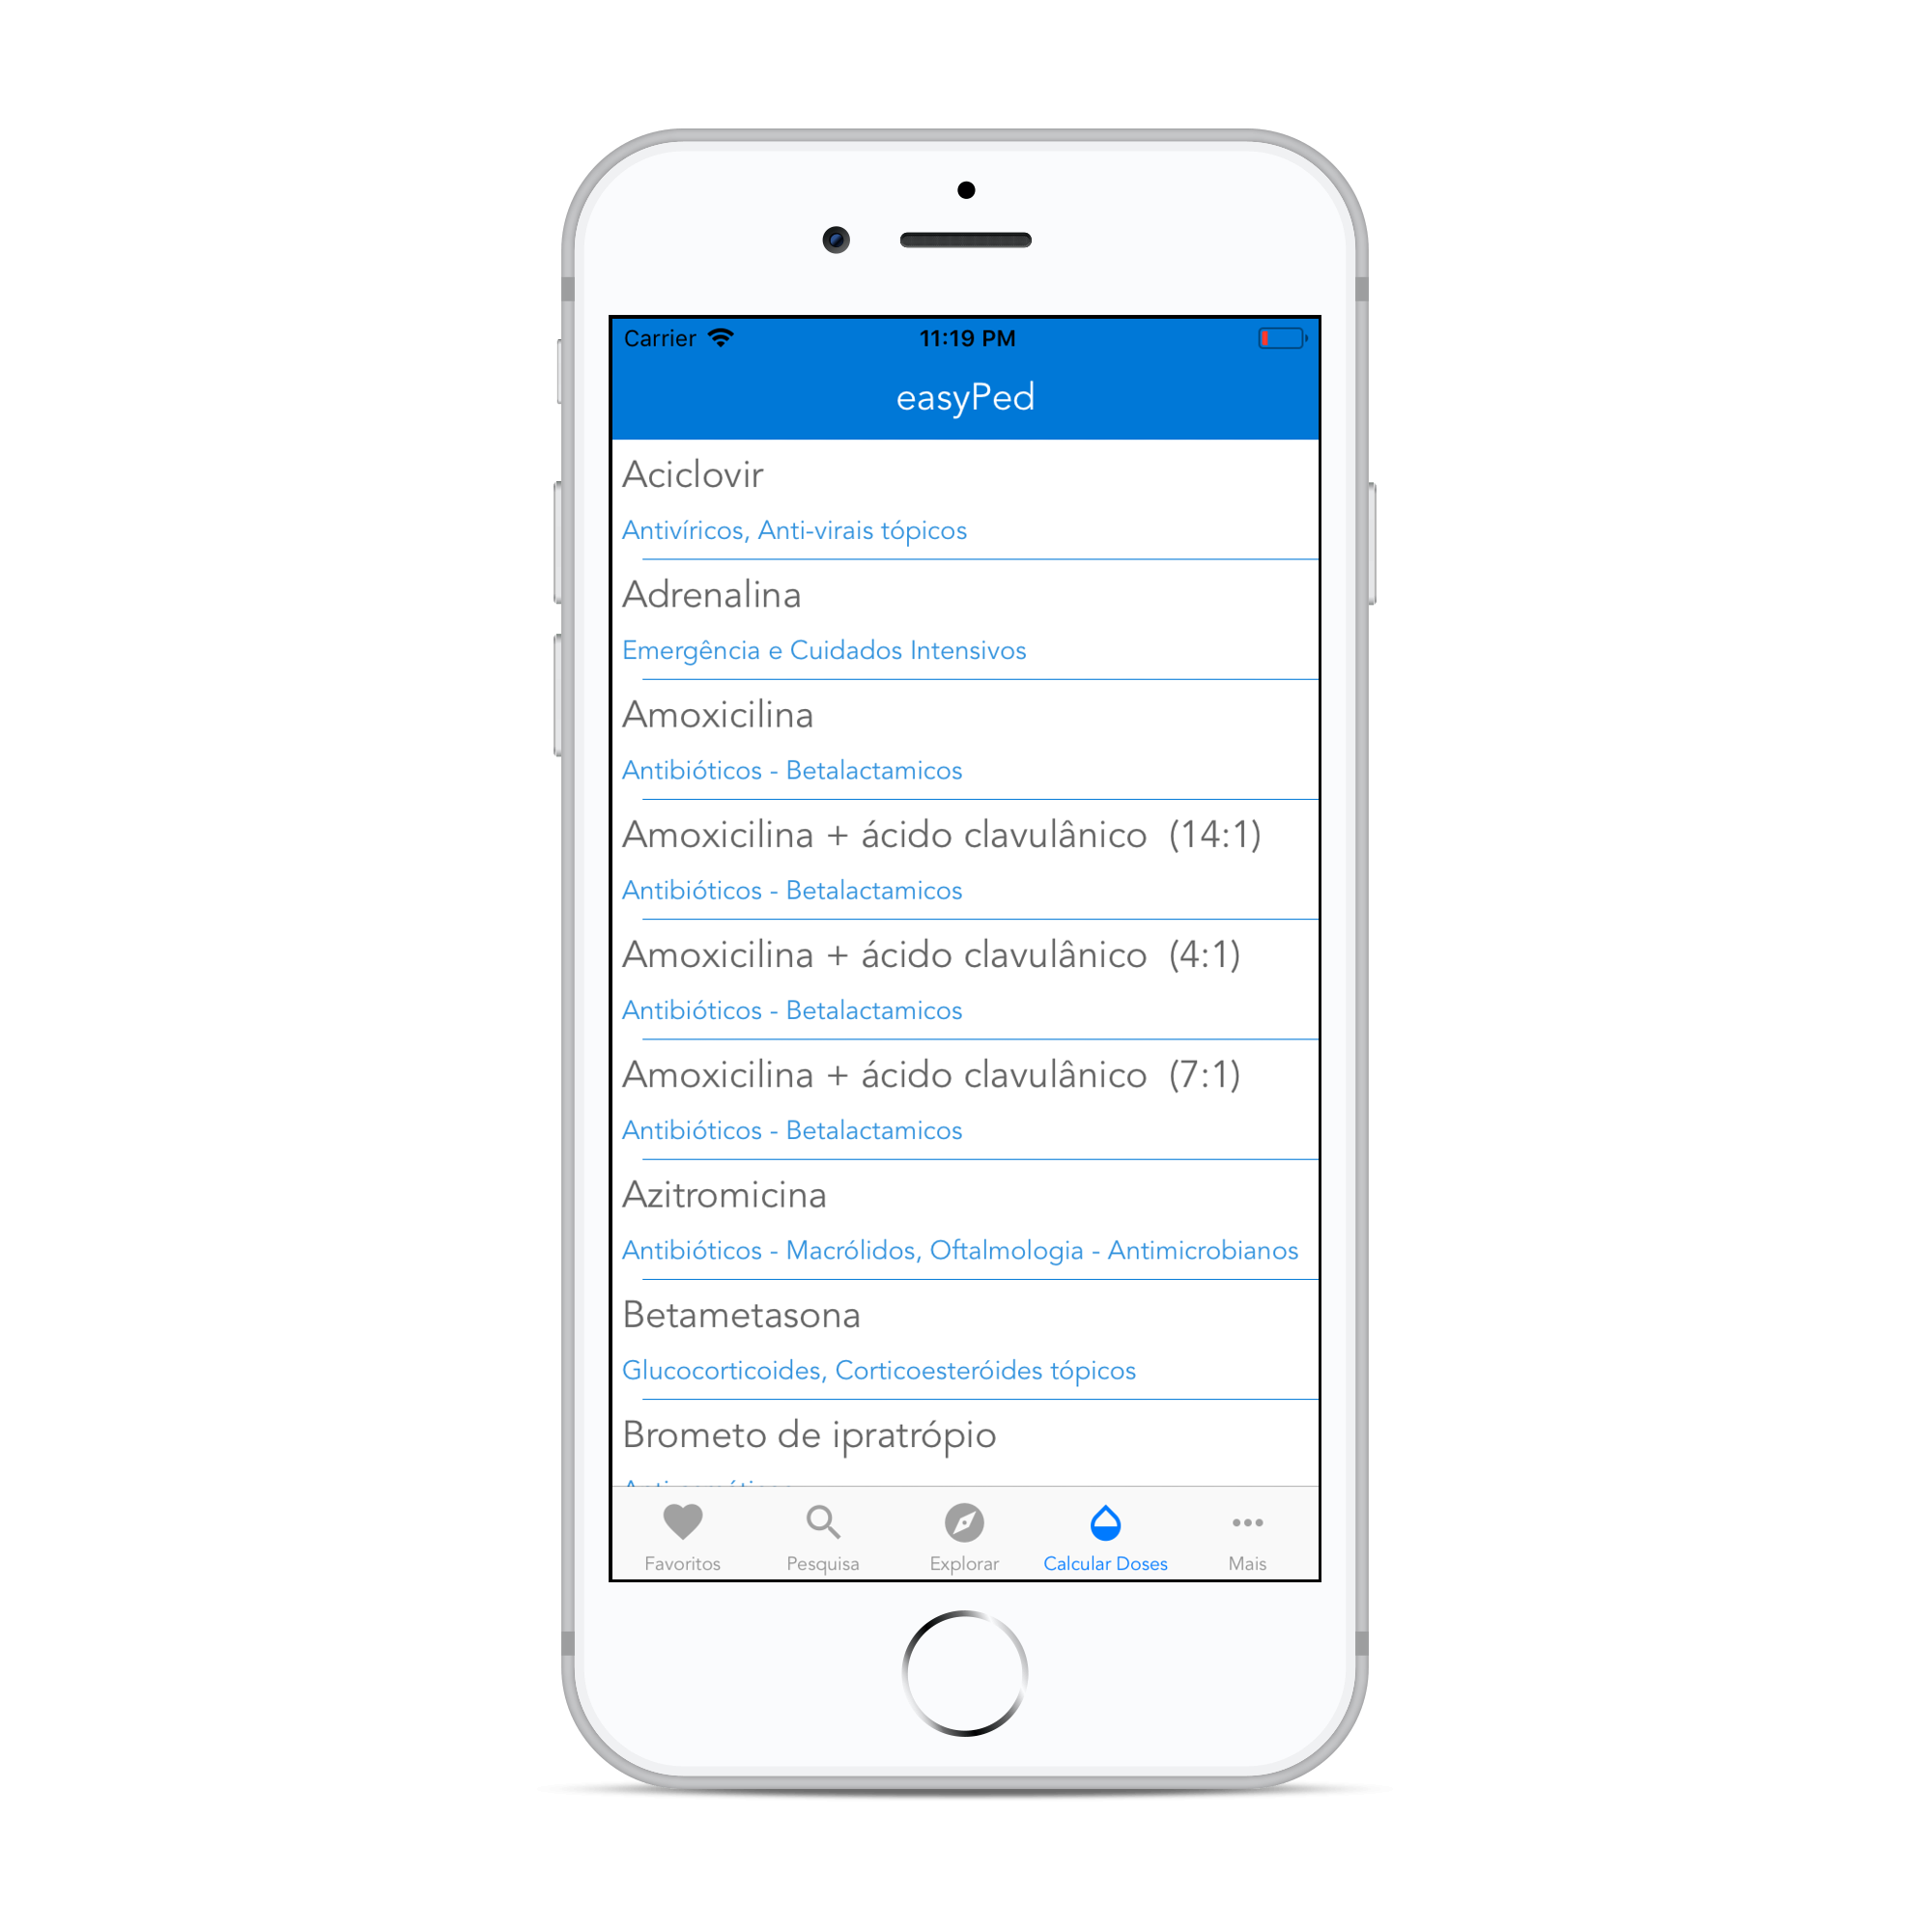 Carrier 11:19 PM
easyPed
Aciclovir
Antivíricos, Anti-virais tópicos
Adrenalina
Emergência e Cuidados Intensivos
Amoxicilina
Antibióticos - Betalactamicos
Amoxicilina + ácido clavulânico (14:1)
Antibióticos - Betalactamicos
Amoxicilina + ácido clavulânico (4:1)
Antibióticos - Betalactamicos
Amoxicilina + ácido clavulânico (7:1)
Antibióticos - Betalactamicos
Azitromicina
Antibióticos - Macrólidos, Oftalmologia - Antimicrobianos
Betametasona
Glucocorticoides, Corticoesteróides tópicos
Brometo de ipratrópio
Favoritos Pesquisa Explorar Calcular Doses Mais